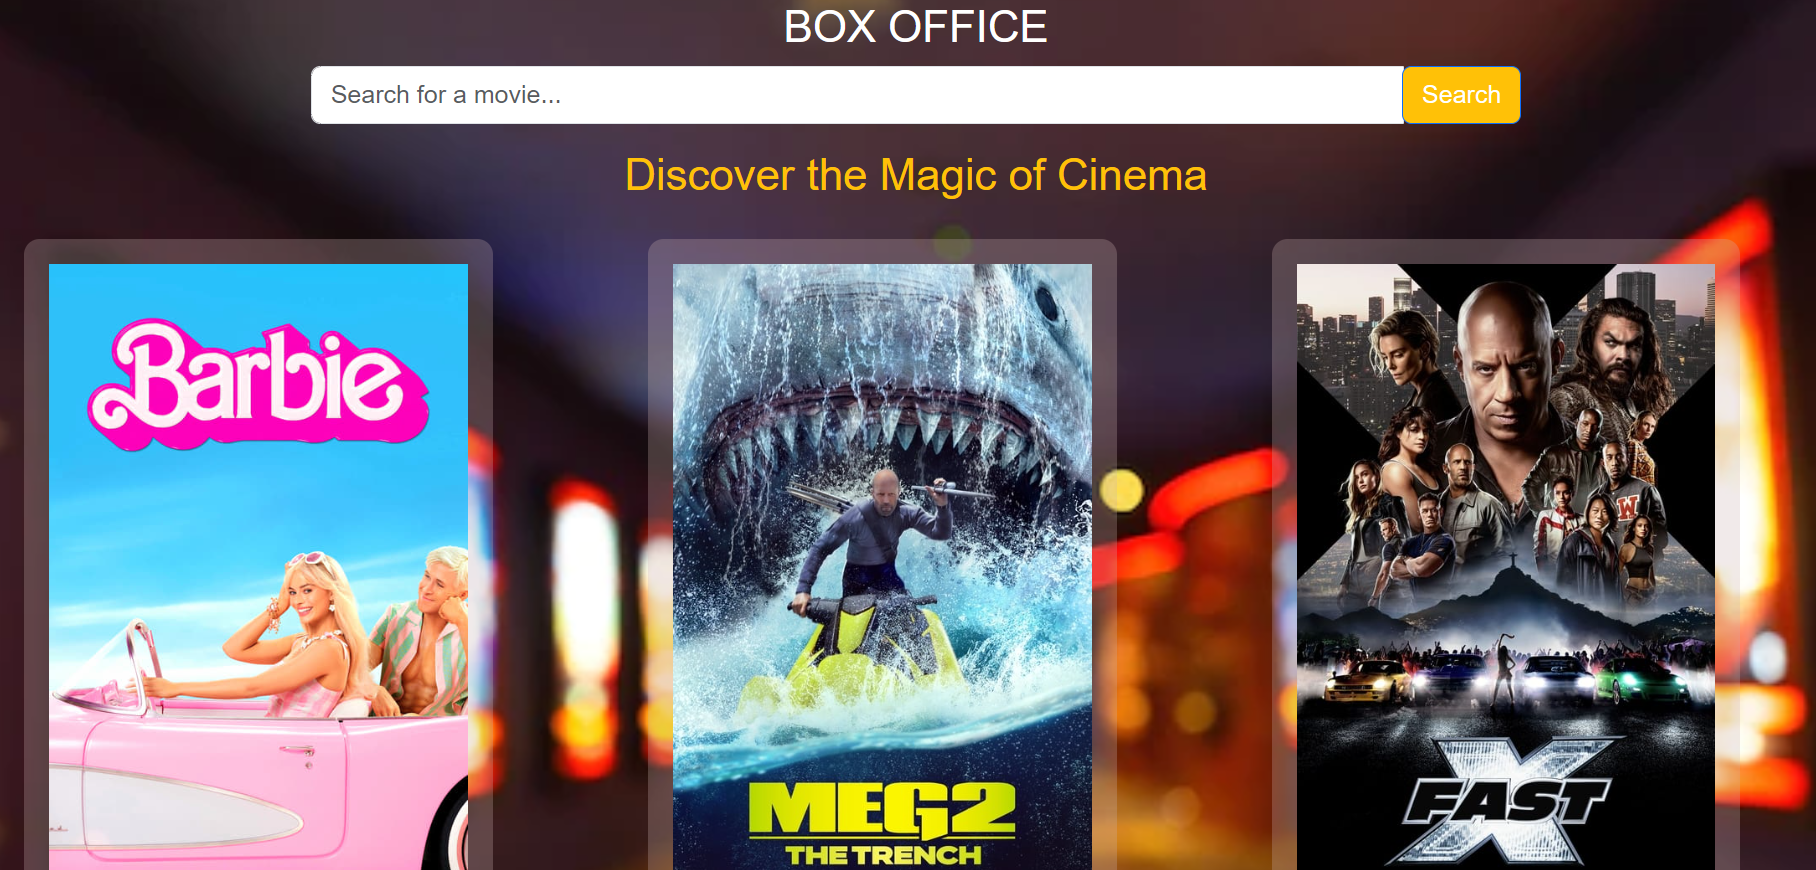 BOX OFFICE
Search for a movie...
Search
Discover the Magic of Cinema
Barbie
MEG2
THE TRENCH
W
FAST X